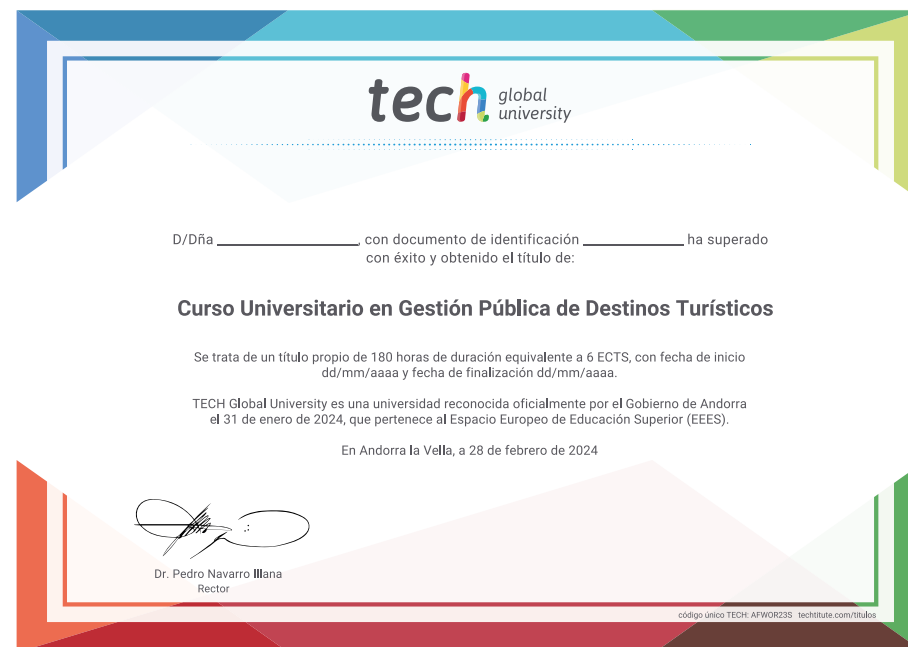 tech global university
D/Dña ____________________, con documento de identificación ______________ ha superado
con éxito y obtenido el título de:
Curso Universitario en Gestión Pública de Destinos Turísticos
Se trata de un título propio de 180 horas de duración equivalente a 6 ECTS, con fecha de inicio
dd/mm/aaaa y fecha de finalización dd/mm/aaaa.
TECH Global University es una universidad reconocida oficialmente por el Gobierno de Andorra
el 31 de enero de 2024, que pertenece al Espacio Europeo de Educación Superior (EEES).
En Andorra la Vella, a 28 de febrero de 2024
Dr. Pedro Navarro Illana
Rector
código único TECH: AFWOR23S techtitute.com/titulos